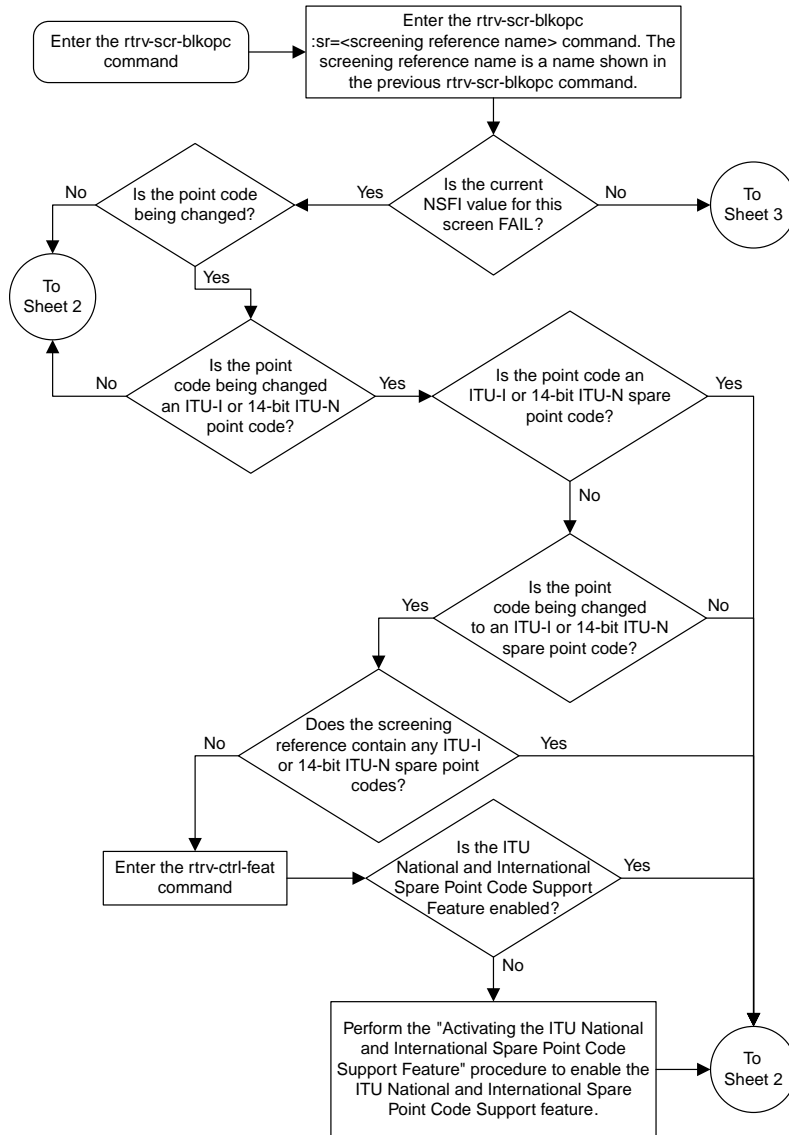 Enter the rtrv-scr-blkopc
command
Enter the rtrv-scr-blkopc
:sr=<screening reference name> command. The
screening reference name is a name shown in
the previous rtrv-scr-blkopc command.
No
Is the point code
being changed?
Yes
Is the current
NSFI value for this
screen FAIL?
No
To
Sheet 3
To
Sheet 2
Yes
No
Is the point
code being changed
an ITU-I or 14-bit ITU-N
point code?
Yes
Is the point code an
ITU-I or 14-bit ITU-N spare
point code?
Yes
No
Yes
Is the point
code being changed
to an ITU-I or 14-bit ITU-N
spare point code?
No
No
Does the screening
reference contain any ITU-I
or 14-bit ITU-N spare point
codes?
Yes
Enter the rtrv-ctrl-feat
command
Is the ITU
National and International
Spare Point Code Support
Feature enabled?
Yes
No
Perform the "Activating the ITU National
and International Spare Point Code
Support Feature" procedure to enable the
ITU National and International Spare
Point Code Support feature.
To
Sheet 2